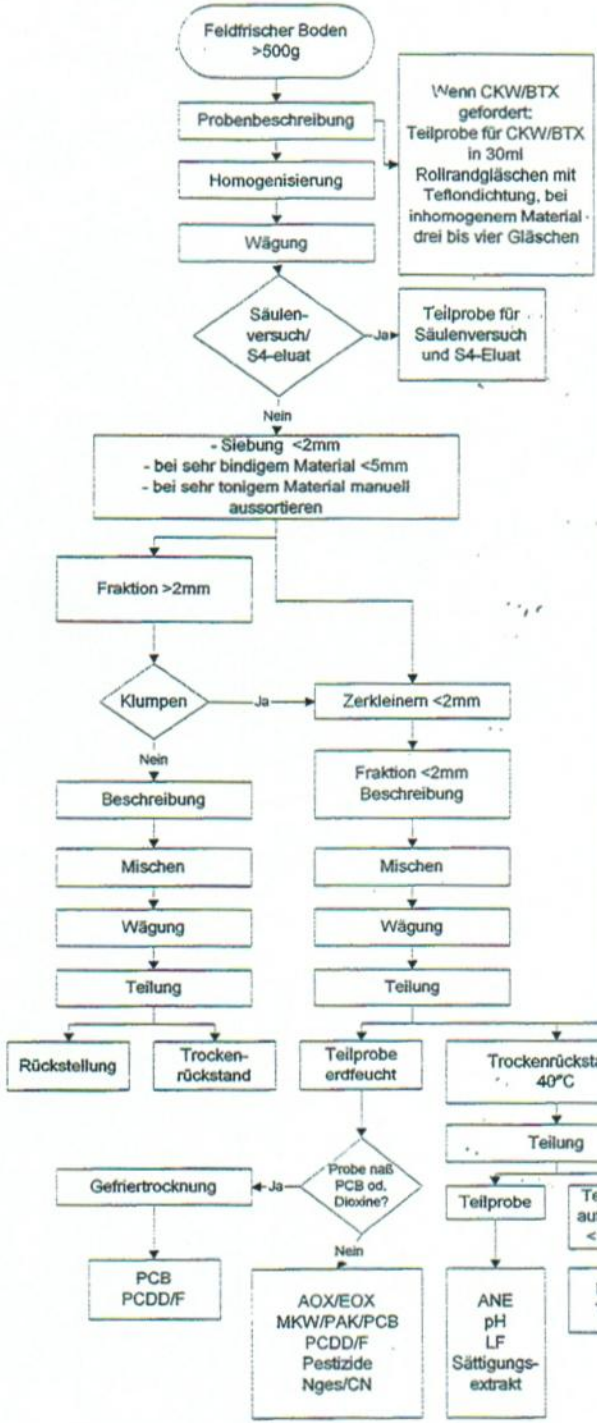 Feldfrischer Boden
>500g
Probenbeschreibung
Wenn CKW/BTX
gefordert:
Teilprobe für CKW/BTX
in 30ml
Rollrandgläschen mit
Teflondichtung, bei
inhomogenem Material
drei bis vier Gläschen
Homogenisierung
Wägung
Säulen-
versuch/
S4-eluat
Ja
Teilprobe für
Säulenversuch
und S4-Eluat
Nein
- Siebung <2mm
- bei sehr bindigem Material <5mm
- bei sehr tonigem Material manuell
aussortieren
Fraktion >2mm
Klumpen
Ja
Zerkleinern <2mm
Nein
Fraktion <2mm
Beschreibung
Beschreibung
Mischen
Mischen
Wägung
Wägung
Teilung
Teilung
Rückstellung
Trocken-
rückstand
Teilprobe
erdfeucht
Trockenrücksta
40°C
Teilung
Probe naß
PCB od.
Dioxine?
Ja
Gefriertrocknung
Nein
Teilprobe
Te
au
<
PCB
PCDD/F
AOX/EOX
MKW/PAK/PCB
PCDD/F
Pestizide
Nges/CN
ANE
pH
LF
Sättigungs-
extrakt